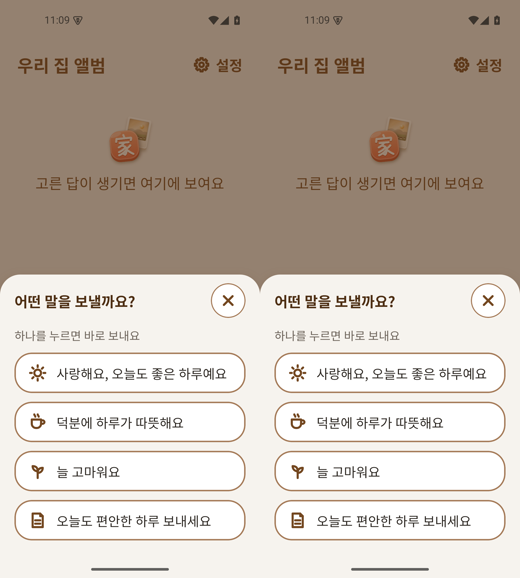 11:09
우리 집 앨범
설정
家
고른 답이 생기면 여기에 보여요
어떤 말을 보낼까요?
하나를 누르면 바로 보내요
사랑해요, 오늘도 좋은 하루예요
덕분에 하루가 따뜻해요
늘 고마워요
오늘도 편안한 하루 보내세요
11:09
우리 집 앨범
설정
家
고른 답이 생기면 여기에 보여요
어떤 말을 보낼까요?
하나를 누르면 바로 보내요
사랑해요, 오늘도 좋은 하루예요
덕분에 하루가 따뜻해요
늘 고마워요
오늘도 편안한 하루 보내세요